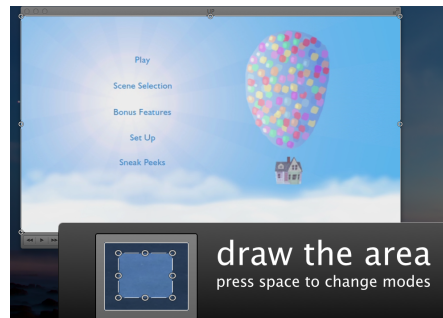 Play
Scene Selection
Bonus Features
Set Up
Sneak Peeks
draw the area
press space to change modes